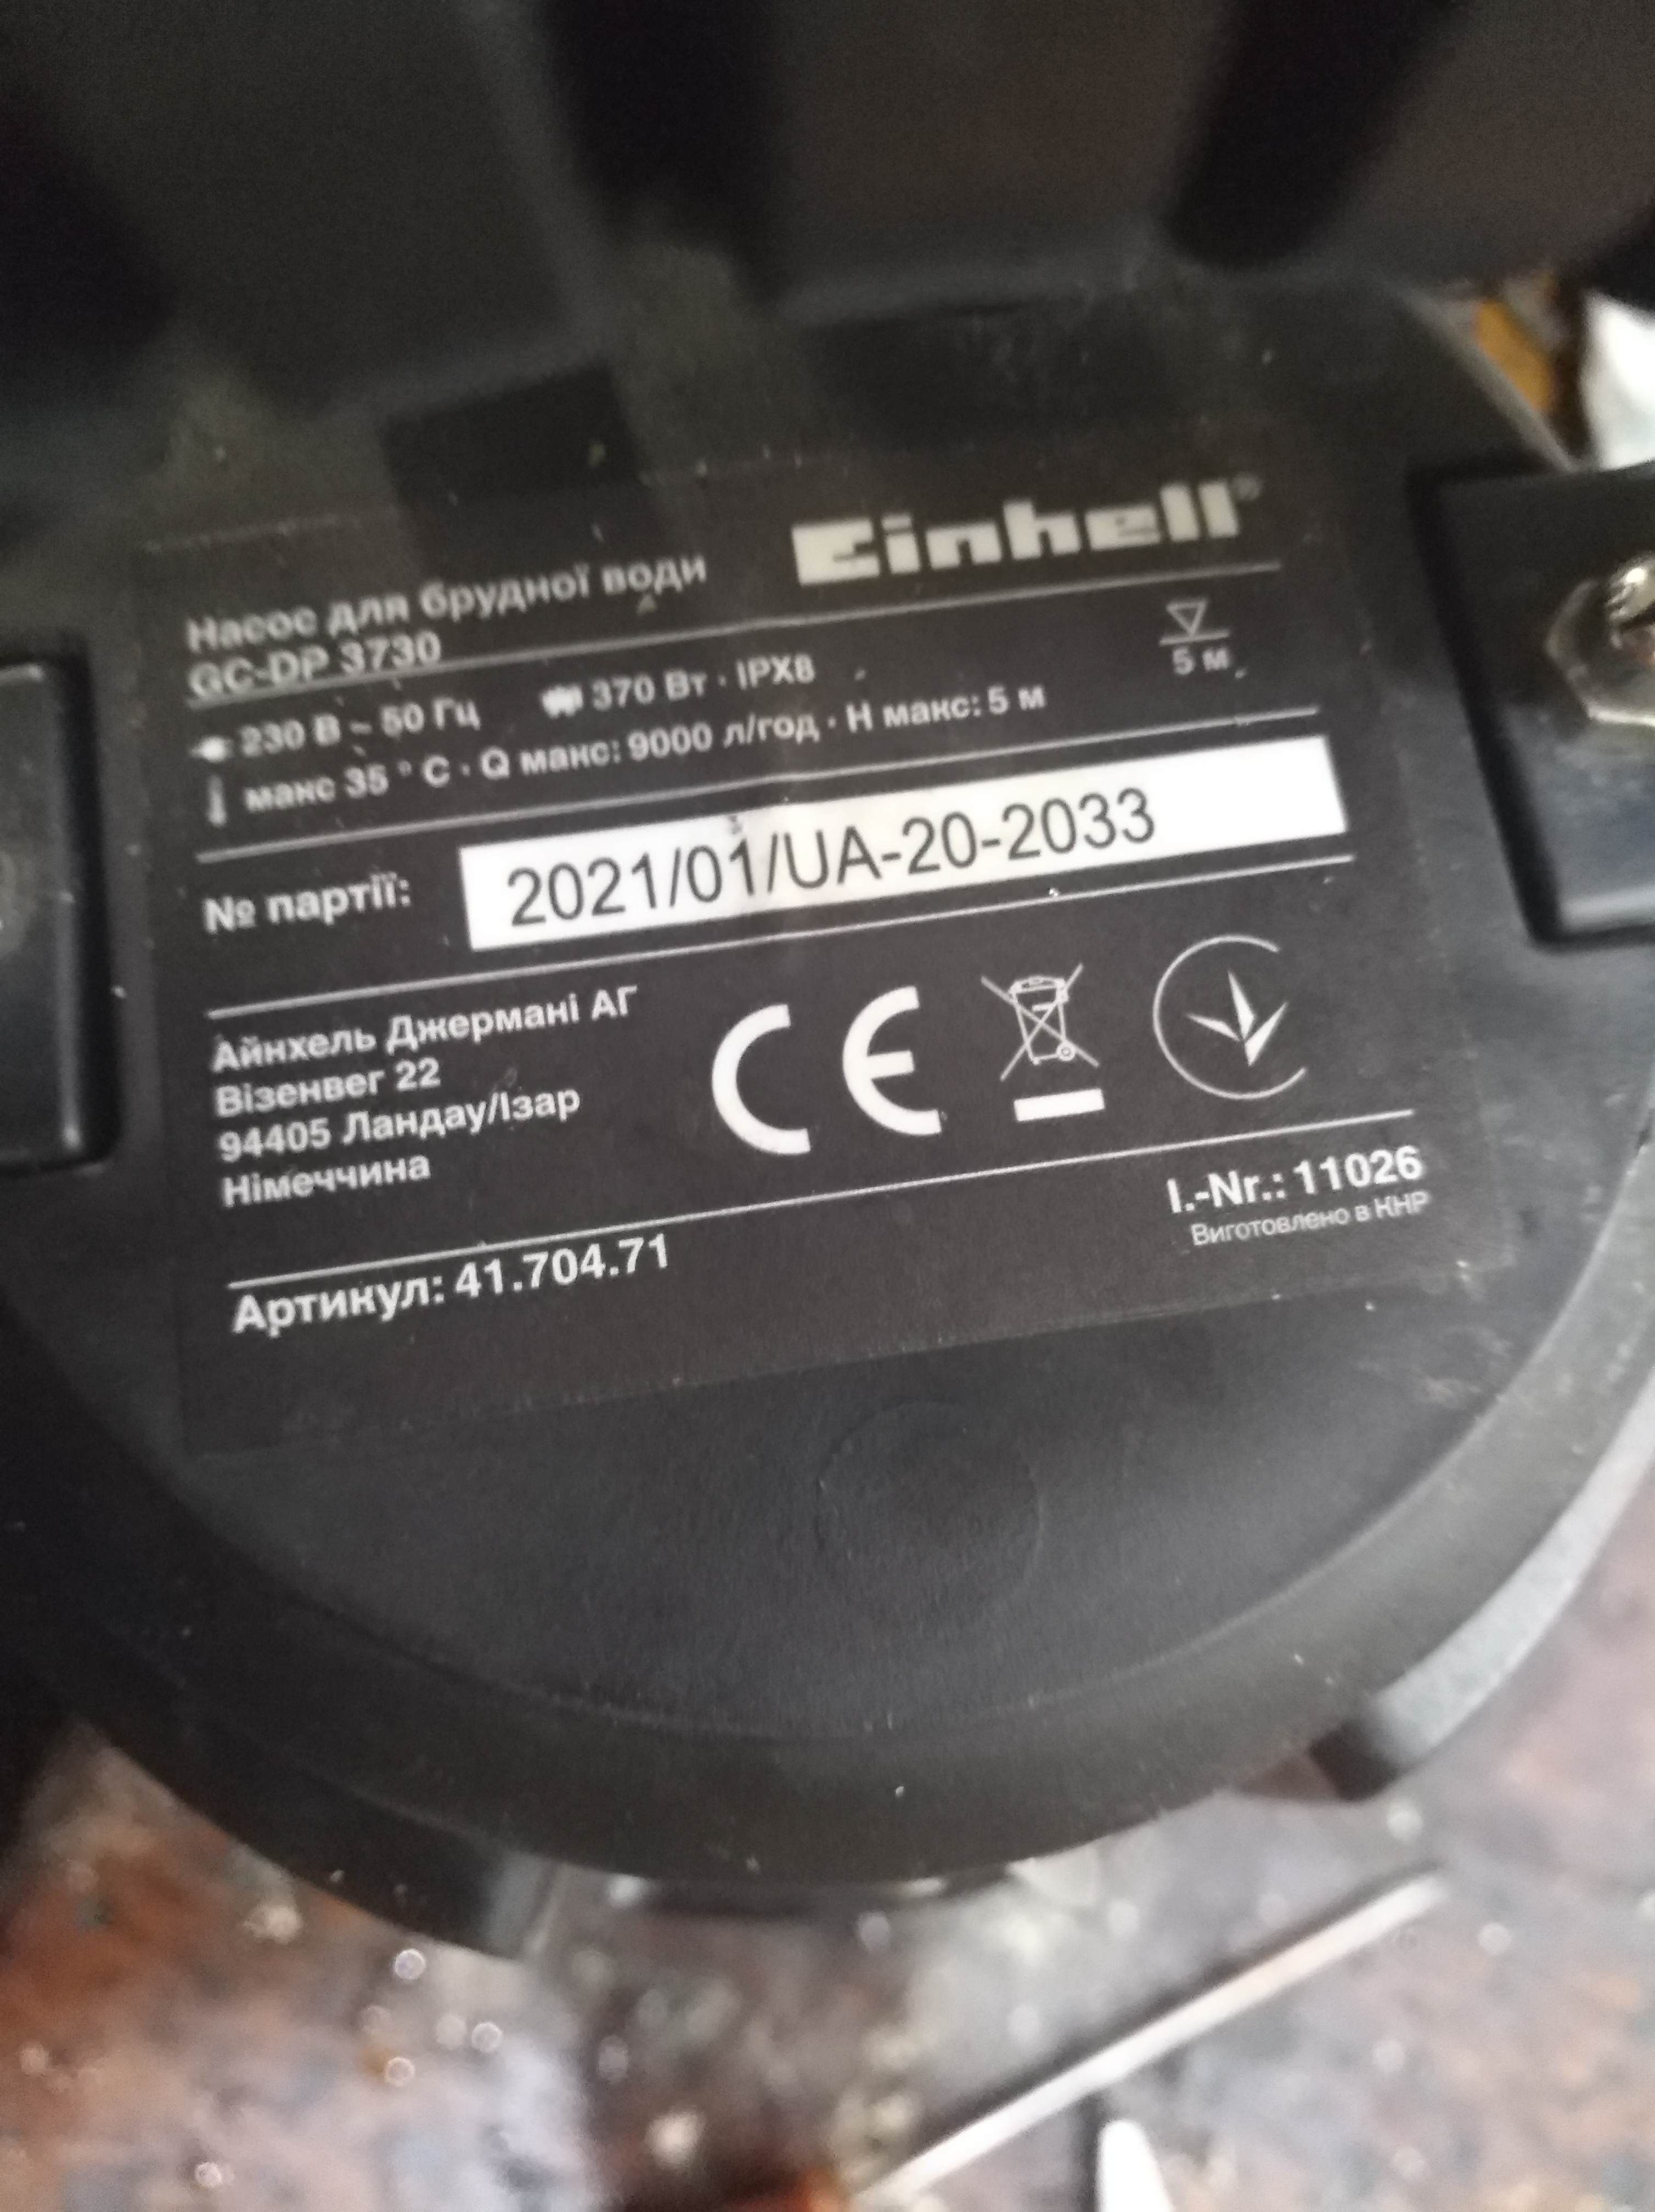 Einhell®
Насос для брудної води
GC-DP 3730
230 В ~ 50 Гц 370 Вт · IPX8
5 м
макс 35 ° C · Q макс: 9000 л/год · Н макс: 5 м
№ партії: 2021/01/UA-20-2033
Айнхель Джермані АГ
Візенвег 22
94405 Ландау/Ізар
Німеччина
CE
I.-Nr.: 11026
Виготовлено в КНР
Артикул: 41.704.71